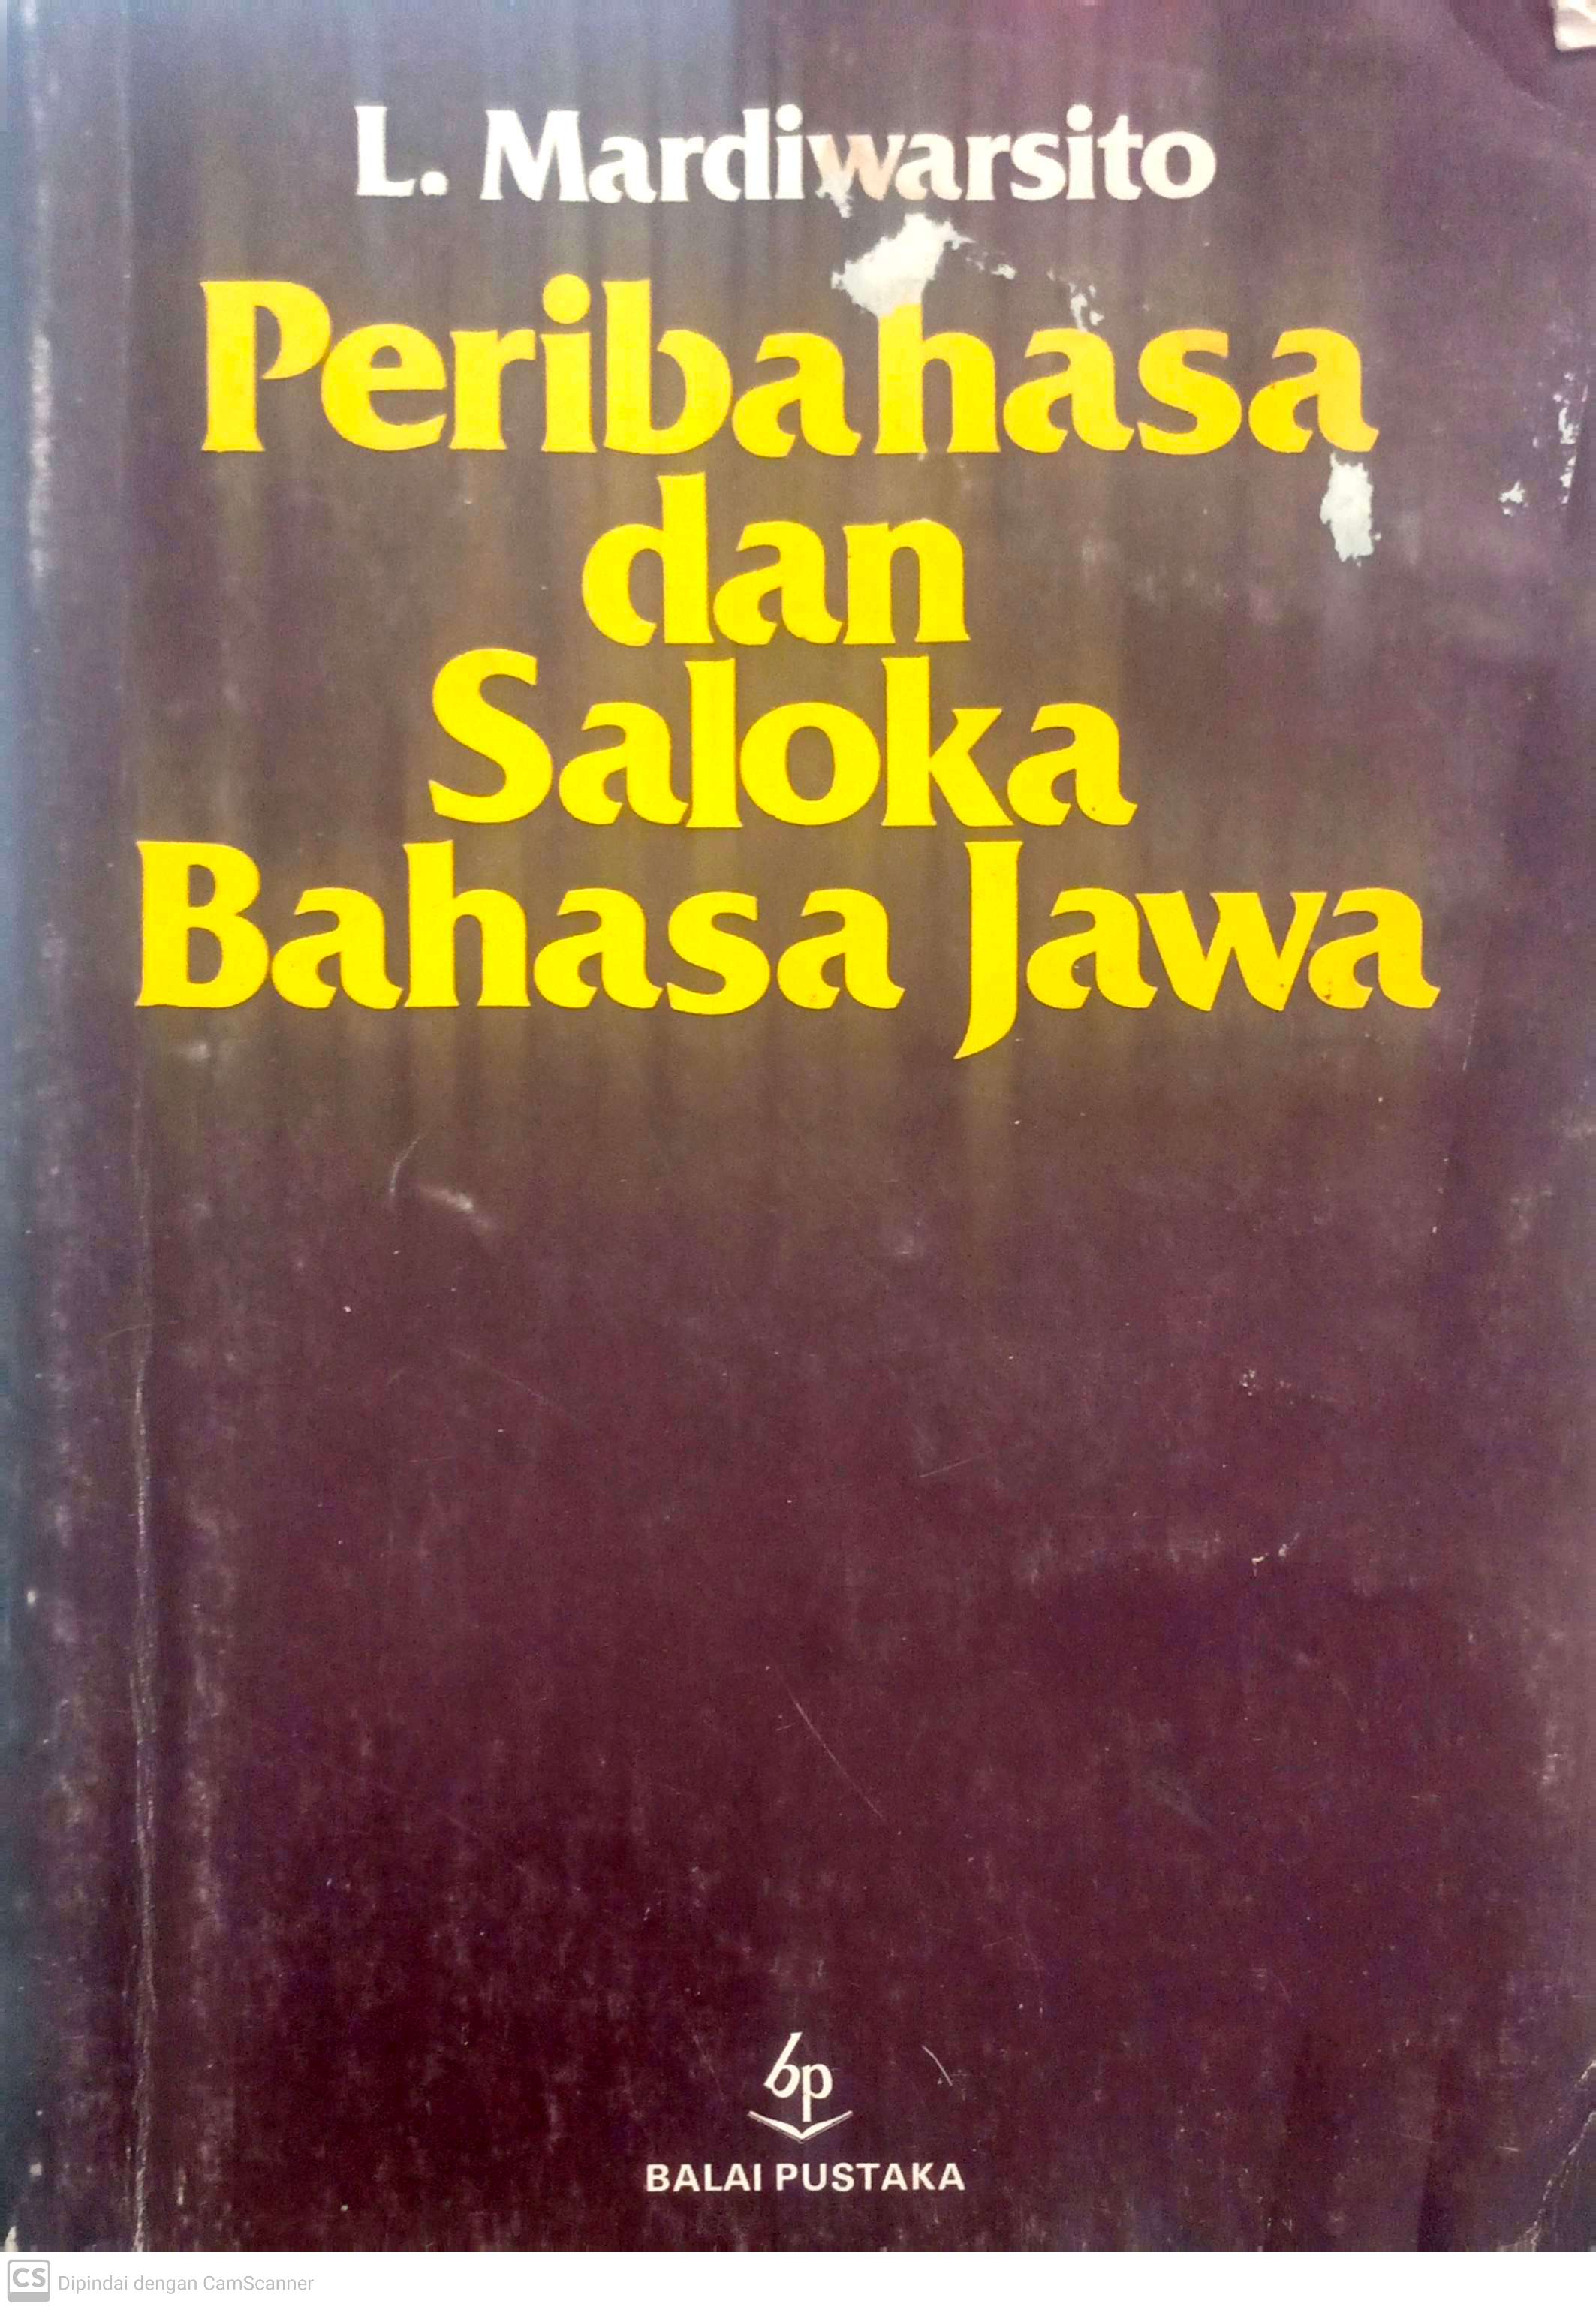 L. Mardiwarsito
Peribahasa
dan
Saloka
Bahasa Jawa
bp
BALAI PUSTAKA
CS Dipindai dengan CamScanner